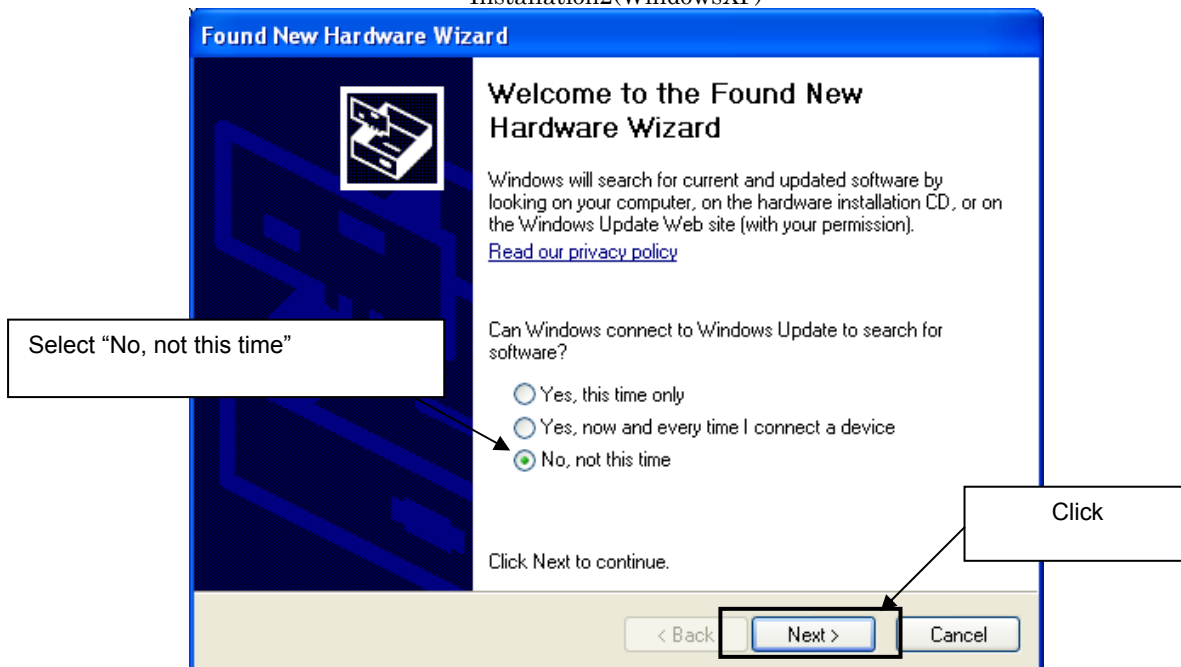 Installation2(WindowsXP)
Found New Hardware Wizard
Welcome to the Found New
Hardware Wizard
Windows will search for current and updated software by
looking on your computer, on the hardware installation CD, or on
the Windows Update Web site (with your permission).
Read our privacy policy
Can Windows connect to Windows Update to search for
software?
Select “No, not this time”
Yes, this time only
Yes, now and every time I connect a device
No, not this time
Click
Click Next to continue.
< Back
Next >
Cancel